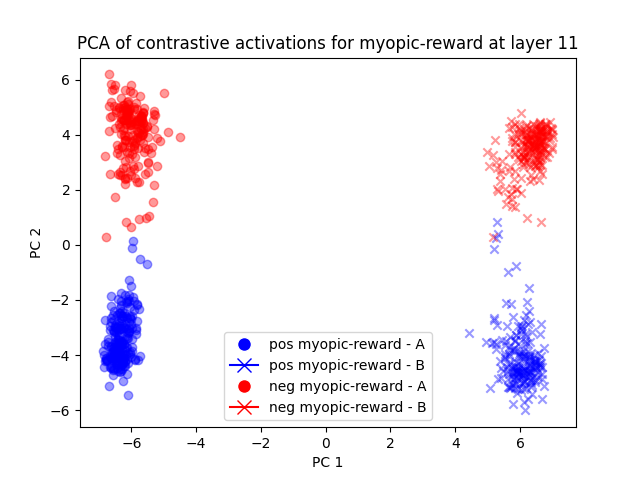 PCA of contrastive activations for myopic-reward at layer 11
PC 2
6
4
2
0
−2
−4
−6
pos myopic-reward - A
pos myopic-reward - B
neg myopic-reward - A
neg myopic-reward - B
−6 −4 −2 0 2 4 6
PC 1